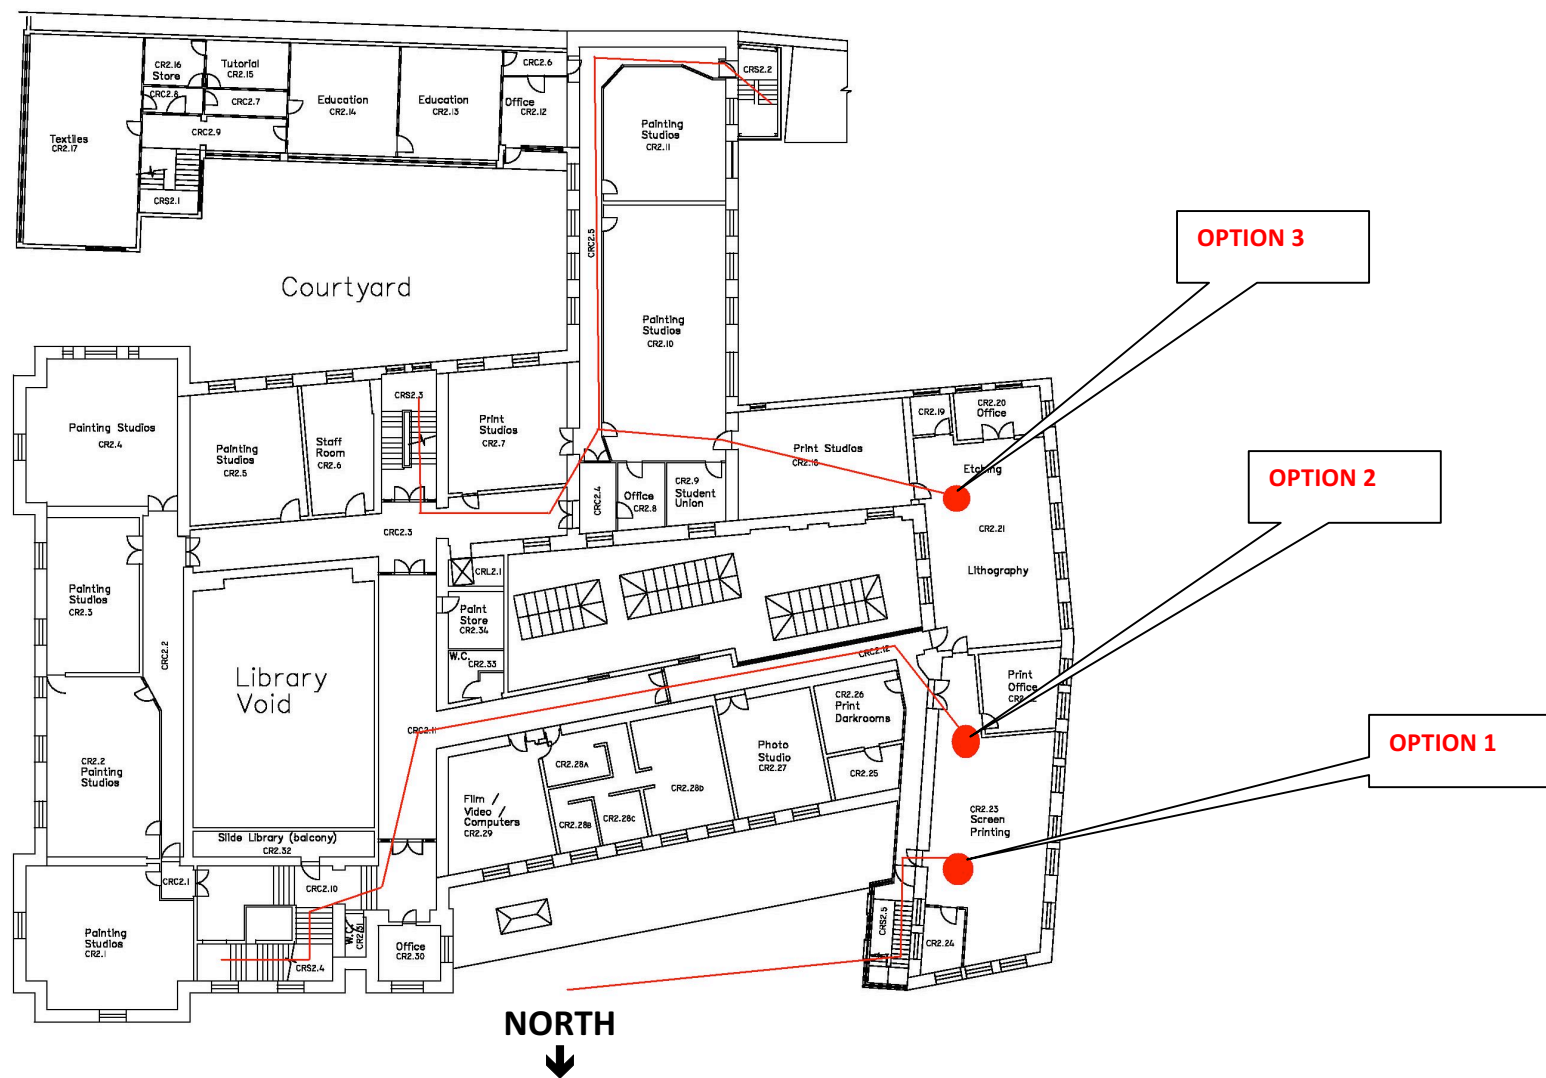 CR2.16
Store
Tutorial
CR2.15
CRC2.6
CRS2.2
CRC2.8
CRC2.7
Education
CR2.14
Education
CR2.13
Office
CR2.12
CRC2.9
Textiles
CR2.17
Painting
Studios
CR2.11
CRS2.1
OPTION 3
CRC2.5
Courtyard
Painting
Studios
CR2.10
CRS2.3
CR2.19
CR2.20
Office
Painting Studios
CR2.4
Print
Studios
CR2.7
Painting
Studios
CR2.5
Staff
Room
CR2.6
Print Studios
CR2.18
Etching
OPTION 2
CRC2.4
Office
CR2.8
CR2.9
Student
Union
CRC2.3
CR2.21
CRL2.1
Lithography
Painting
Studios
CR2.3
Paint
Store
CR2.34
CRC2.2
W.C.
CR2.33
CRC2.12
Library
Void
Print
Office
CR2.26
Print
Darkrooms
CRC2.11
OPTION 1
CR2.2
Painting
Studios
Photo
Studio
CR2.27
CR2.28A
CR2.28D
CR2.25
Film /
Video /
Computers
CR2.29
CR2.28B
CR2.28C
CR2.23
Screen
Printing
Slide Library (balcony)
CR2.32
CRC2.1
CRC2.10
Painting
Studios
CR2.1
W.C.
CR2.31
Office
CR2.30
CRS2.5
CR2.24
CRS2.4
NORTH